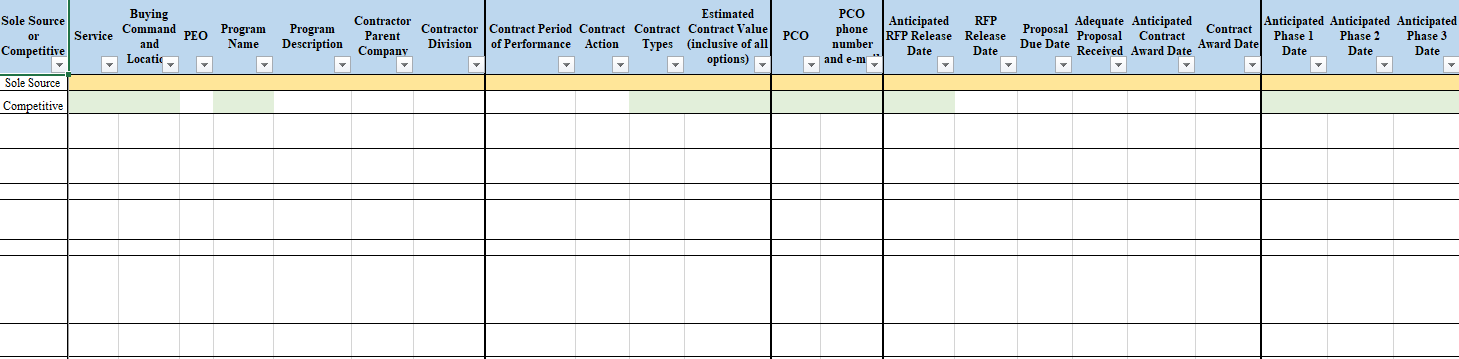 Sole Source
or
Competitive
Service
Buying
Command
and
PEO
Program
Name
Program
Description
Contractor
Parent
Company
Contractor
Division
Contract Period
of Performance
Contract
Action
Contract
Types
Estimated
Contract Value
(inclusive of all
options)
PCO
PCO
phone
number
and
Anticipated
RFP Release
Date
RFP
Release
Date
Proposal
Due Date
Adequate
Proposal
Received
Anticipated
Contract
Award Date
Contract
Award Date
Anticipated
Phase 1
Date
Anticipated
Phase 2
Date
Anticipated
Phase 3
Date
Sole Source
Competitive